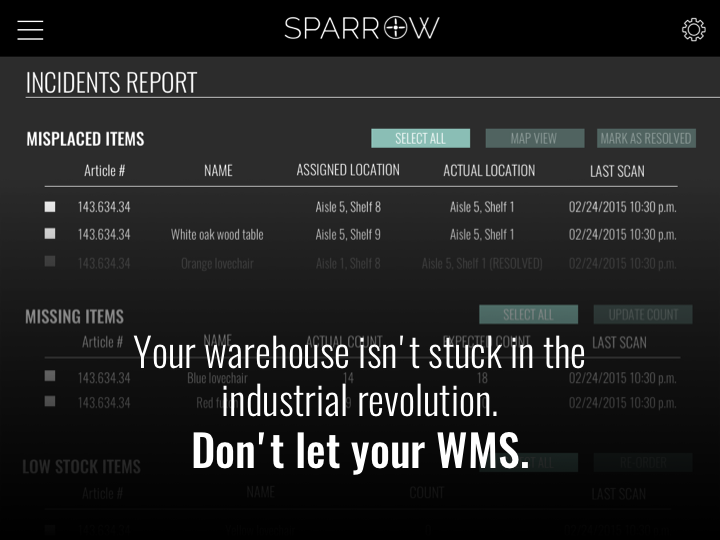 SPARROW
INCIDENTS REPORT
MISPLACED ITEMS SELECT ALL MAP VIEW MARK AS RESOLVED
Article # NAME ASSIGNED LOCATION ACTUAL LOCATION LAST SCAN
143.634.34 Aisle 5, Shelf 8 Aisle 5, Shelf 1 02/24/2015 10:30 p.m.
143.634.34 White oak wood table Aisle 5, Shelf 9 Aisle 5, Shelf 1 02/24/2015 10:30 p.m.
143.634.34 Orange lovechair Aisle 1, Shelf 8 Aisle 5, Shelf 1 (RESOLVED) 02/24/2015 10:30 p.m.
MISSING ITEMS SELECT ALL UPDATE COUNT
Article # NAME ACTUAL COUNT EXPECTED COUNT LAST SCAN
Your warehouse isn't stuck in the
143.634.34 Blue lovechair 14 18 02/24/2015 10:30 p.m.
143.634.34 Red 02/24/2015 10:30 p.m.
industrial revolution.
Don't let your WMS.
LOW STOCK ITEMS ALL RE-ORDER
Article # NAME COUNT LAST SCAN